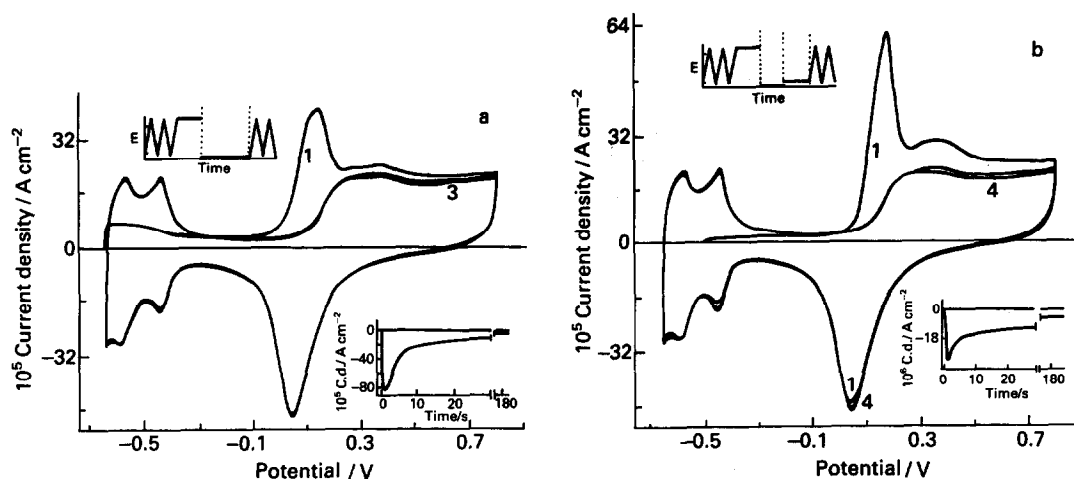 a
E
Time
32
0
−32
10⁵ Current density / A cm⁻²
1
3
10⁵ C.d./ A cm⁻²
0
−40
−80
0 10 20 180
Time/s
−0.5 −0.1 0.3 0.7
Potential / V
b
E
Time
64
32
0
−32
10⁵ Current density / A cm⁻²
1
4
1
4
10⁶ C.d./ A cm⁻²
0
−18
0 10 20 180
Time/s
−0.5 −0.1 0.3 0.7
Potential / V